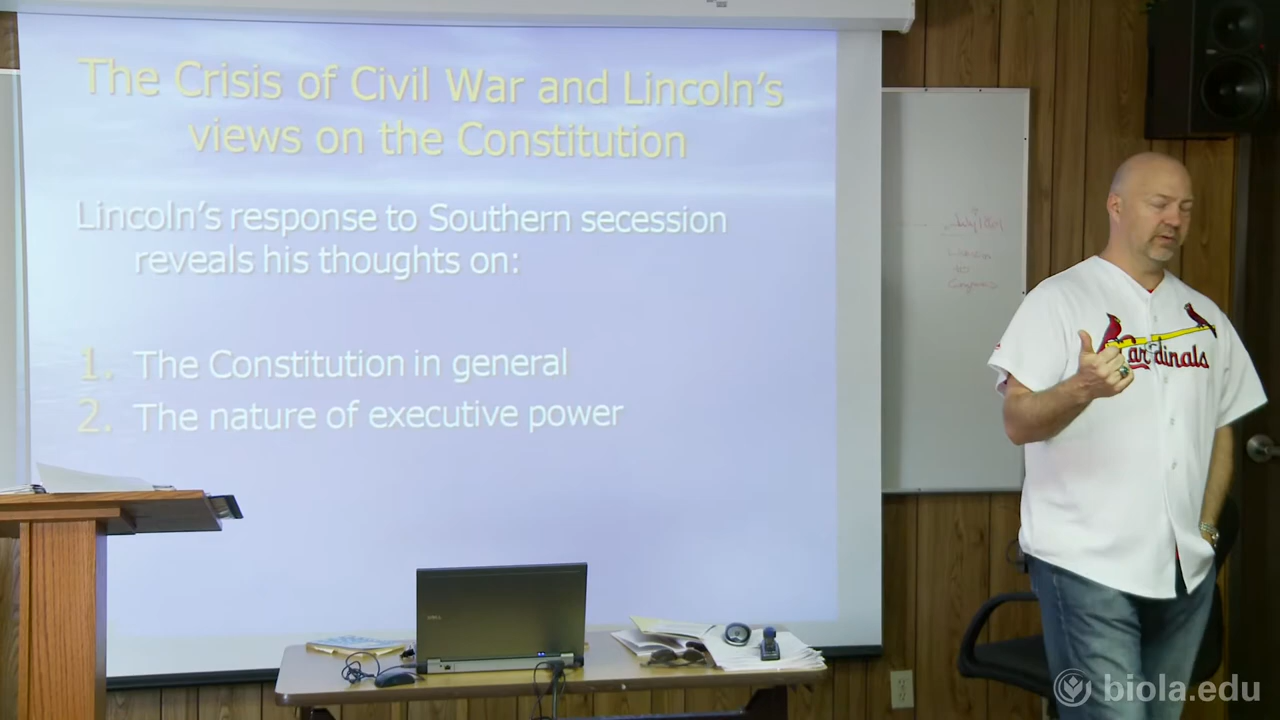 The Crisis of Civil War and Lincoln's
views on the Constitution
Lincoln's response to Southern secession
reveals his thoughts on:
1. The Constitution in general
2. The nature of executive power
Cardinals
DELL
biola.edu